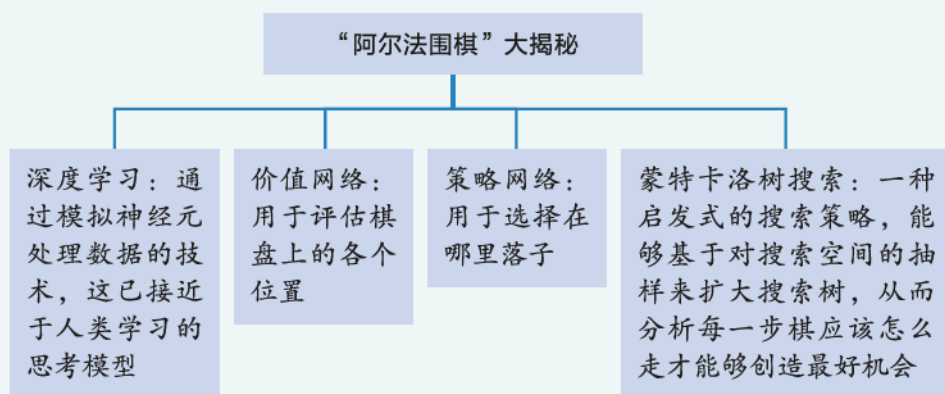 “阿尔法围棋”大揭秘
深度学习：通
过模拟神经元
处理数据的技
术，这已接近
于人类学习的
思考模型
价值网络：
用于评估棋
盘上的各个
位置
策略网络：
用于选择在
哪里落子
蒙特卡洛树搜索：一种
启发式的搜索策略，能
够基于对搜索空间的抽
样来扩大搜索树，从而
分析每一步棋应该怎么
走才能够创造最好机会